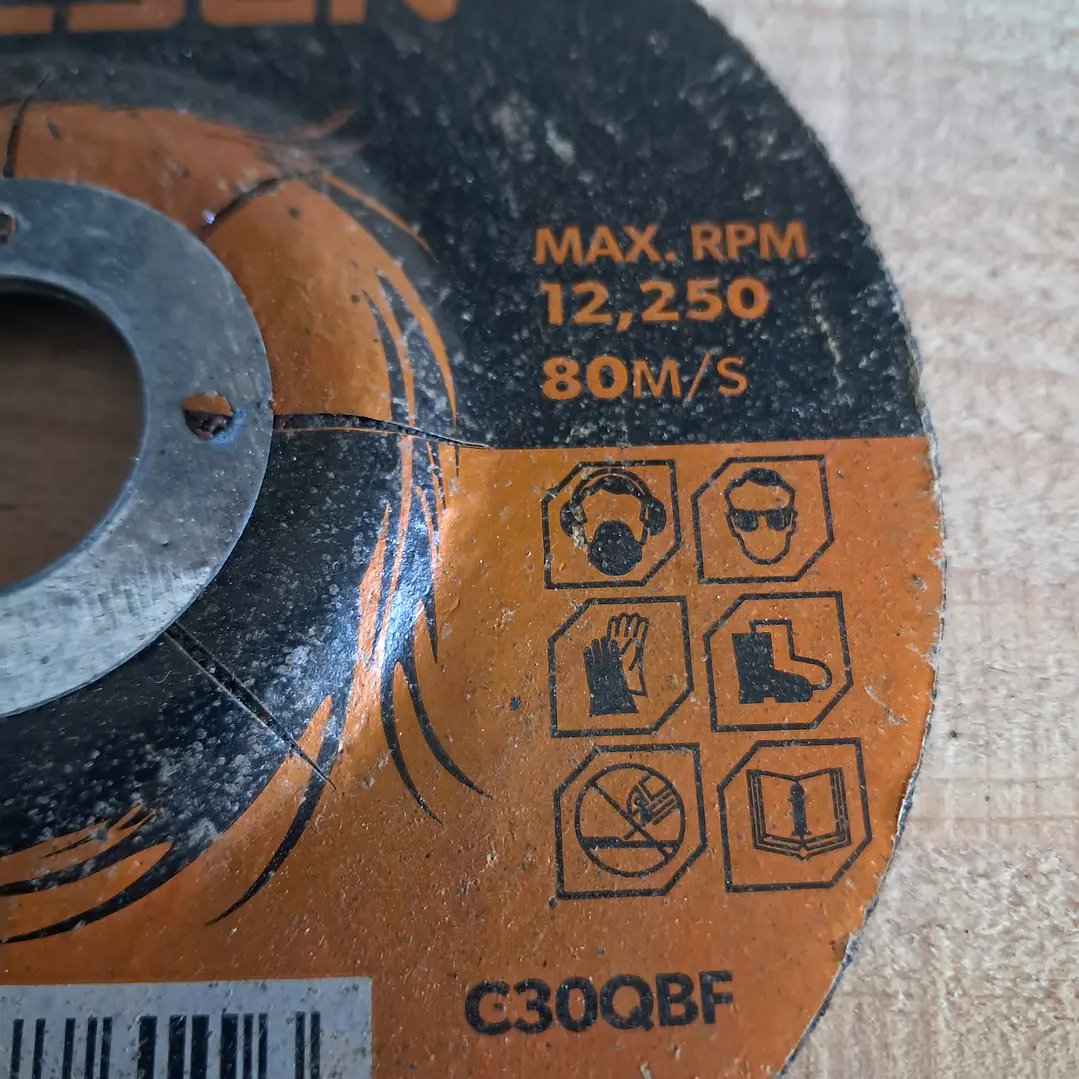 MAX. RPM
12,250
80M/S
C30QBF